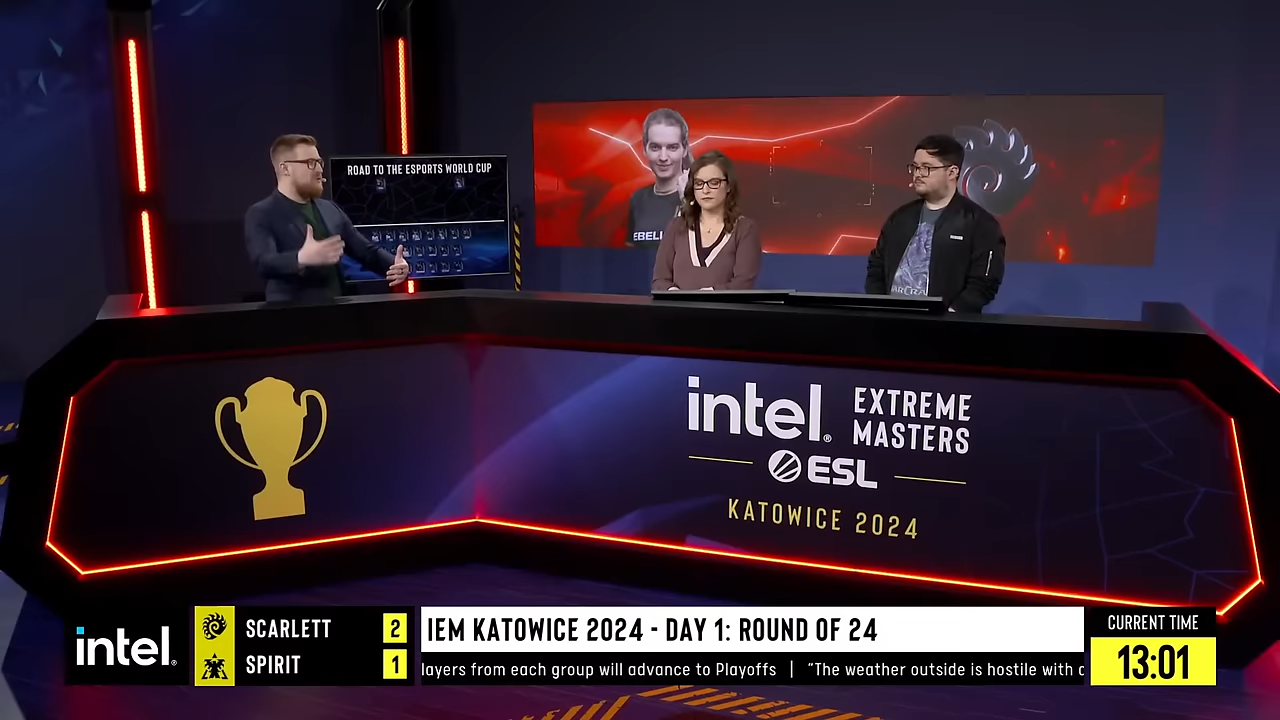 ROAD TO THE ESPORTS WORLD CUP
EBELL
intel
EXTREME
MASTERS
ESL
KATOWICE 2024
intel
SCARLETT 2
SPIRIT 1
IEM KATOWICE 2024 - DAY 1: ROUND OF 24
layers from each group will advance to Playoffs | "The weather outside is hostile with
CURRENT TIME
13:01